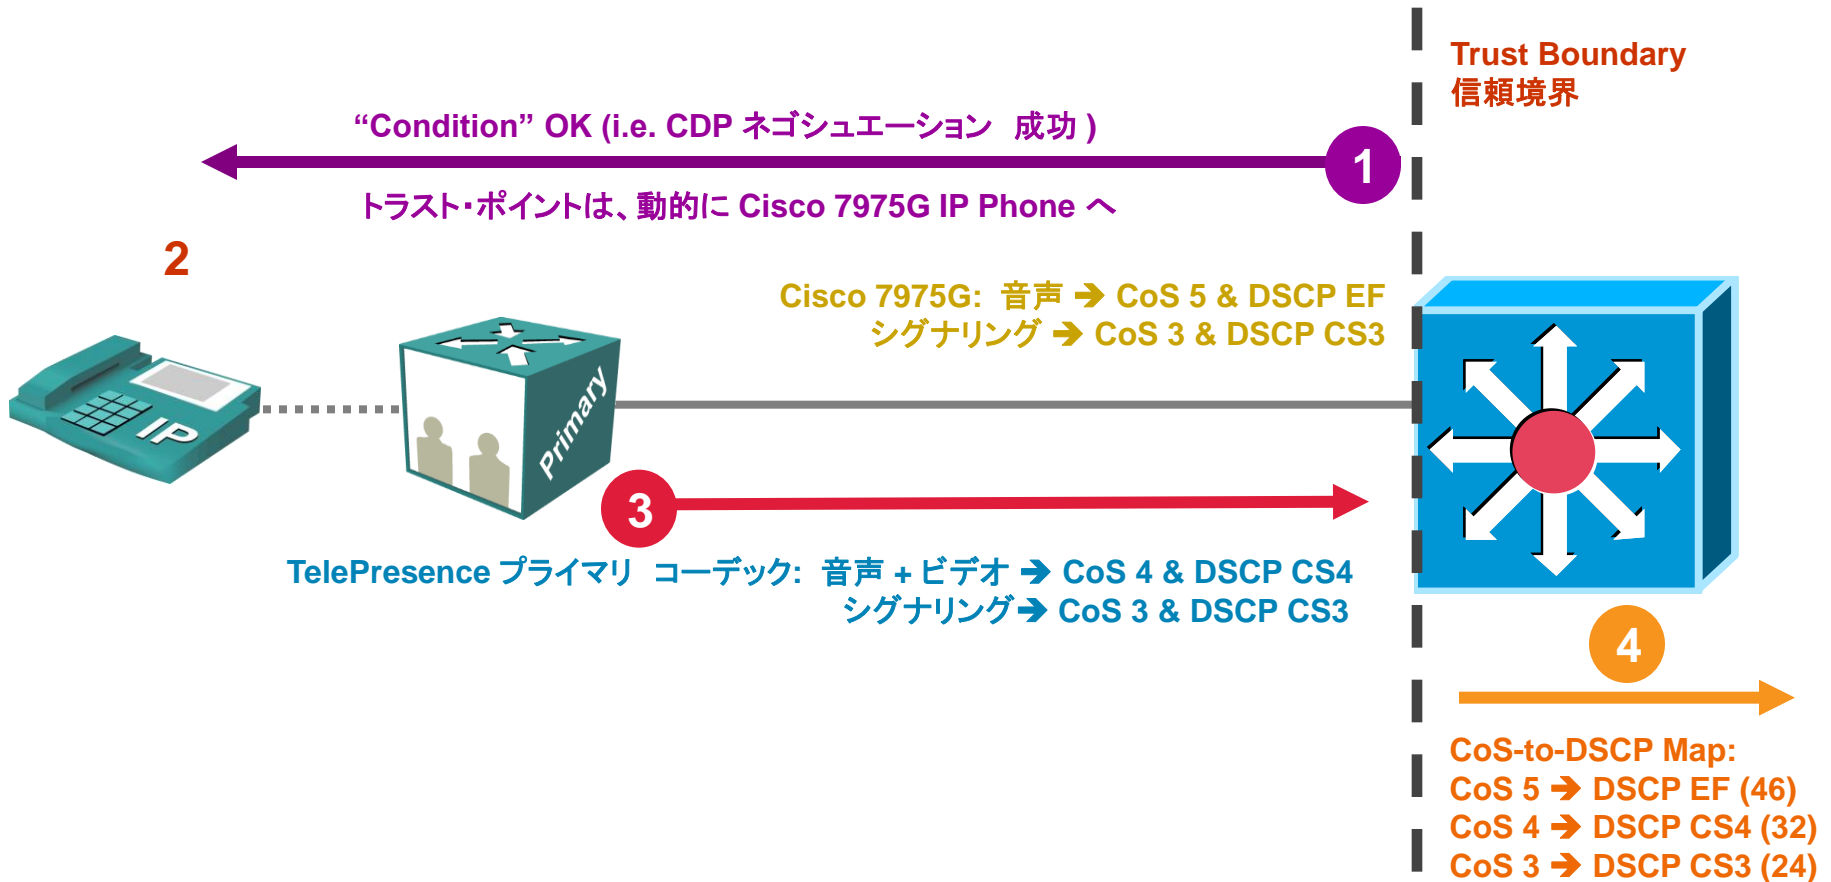 Trust Boundary
信頼境界
“Condition” OK (i.e. CDP ネゴシュエーション 成功 )
1
トラスト・ポイントは、動的に Cisco 7975G IP Phone へ
2
Cisco 7975G: 音声 ➔ CoS 5 & DSCP EF
シグナリング ➔ CoS 3 & DSCP CS3
IP
Primary
3
TelePresence プライマリ コーデック: 音声 + ビデオ ➔ CoS 4 & DSCP CS4
シグナリング ➔ CoS 3 & DSCP CS3
4
CoS-to-DSCP Map:
CoS 5 ➔ DSCP EF (46)
CoS 4 ➔ DSCP CS4 (32)
CoS 3 ➔ DSCP CS3 (24)